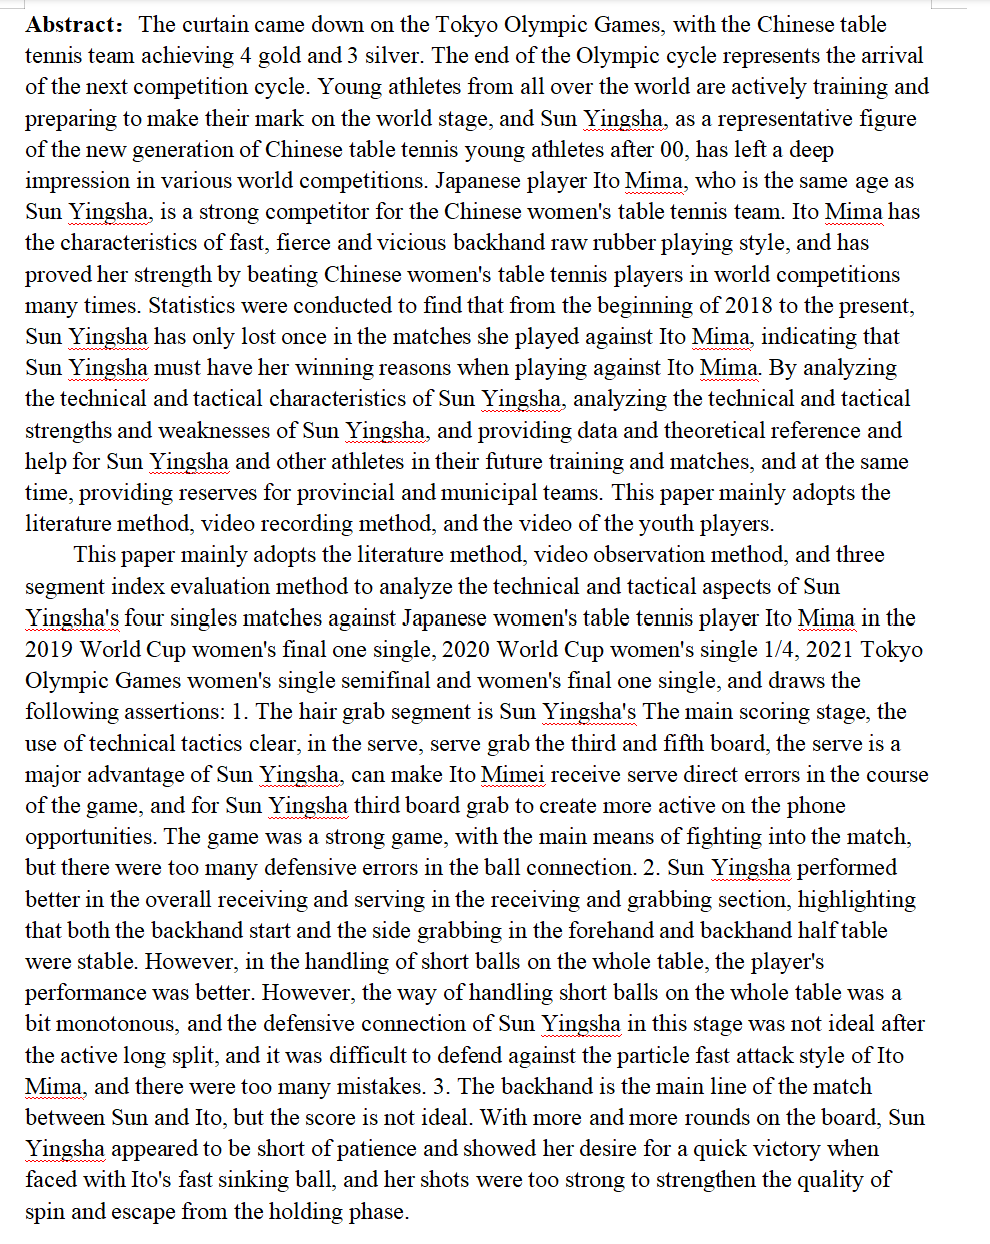 Abstract： The curtain came down on the Tokyo Olympic Games, with the Chinese table
tennis team achieving 4 gold and 3 silver. The end of the Olympic cycle represents the arrival
of the next competition cycle. Young athletes from all over the world are actively training and
preparing to make their mark on the world stage, and Sun Yingsha, as a representative figure
of the new generation of Chinese table tennis young athletes after 00, has left a deep
impression in various world competitions. Japanese player Ito Mima, who is the same age as
Sun Yingsha, is a strong competitor for the Chinese women's table tennis team. Ito Mima has
the characteristics of fast, fierce and vicious backhand raw rubber playing style, and has
proved her strength by beating Chinese women's table tennis players in world competitions
many times. Statistics were conducted to find that from the beginning of 2018 to the present,
Sun Yingsha has only lost once in the matches she played against Ito Mima, indicating that
Sun Yingsha must have her winning reasons when playing against Ito Mima. By analyzing
the technical and tactical characteristics of Sun Yingsha, analyzing the technical and tactical
strengths and weaknesses of Sun Yingsha, and providing data and theoretical reference and
help for Sun Yingsha and other athletes in their future training and matches, and at the same
time, providing reserves for provincial and municipal teams. This paper mainly adopts the
literature method, video recording method, and the video of the youth players.
This paper mainly adopts the literature method, video observation method, and three
segment index evaluation method to analyze the technical and tactical aspects of Sun
Yingsha's four singles matches against Japanese women's table tennis player Ito Mima in the
2019 World Cup women's final one single, 2020 World Cup women's single 1/4, 2021 Tokyo
Olympic Games women's single semifinal and women's final one single, and draws the
following assertions: 1. The hair grab segment is Sun Yingsha's The main scoring stage, the
use of technical tactics clear, in the serve, serve grab the third and fifth board, the serve is a
major advantage of Sun Yingsha, can make Ito Mimei receive serve direct errors in the course
of the game, and for Sun Yingsha third board grab to create more active on the phone
opportunities. The game was a strong game, with the main means of fighting into the match,
but there were too many defensive errors in the ball connection. 2. Sun Yingsha performed
better in the overall receiving and serving in the receiving and grabbing section, highlighting
that both the backhand start and the side grabbing in the forehand and backhand half table
were stable. However, in the handling of short balls on the whole table, the player's
performance was better. However, the way of handling short balls on the whole table was a
bit monotonous, and the defensive connection of Sun Yingsha in this stage was not ideal after
the active long split, and it was difficult to defend against the particle fast attack style of Ito
Mima, and there were too many mistakes. 3. The backhand is the main line of the match
between Sun and Ito, but the score is not ideal. With more and more rounds on the board, Sun
Yingsha appeared to be short of patience and showed her desire for a quick victory when
faced with Ito's fast sinking ball, and her shots were too strong to strengthen the quality of
spin and escape from the holding phase.